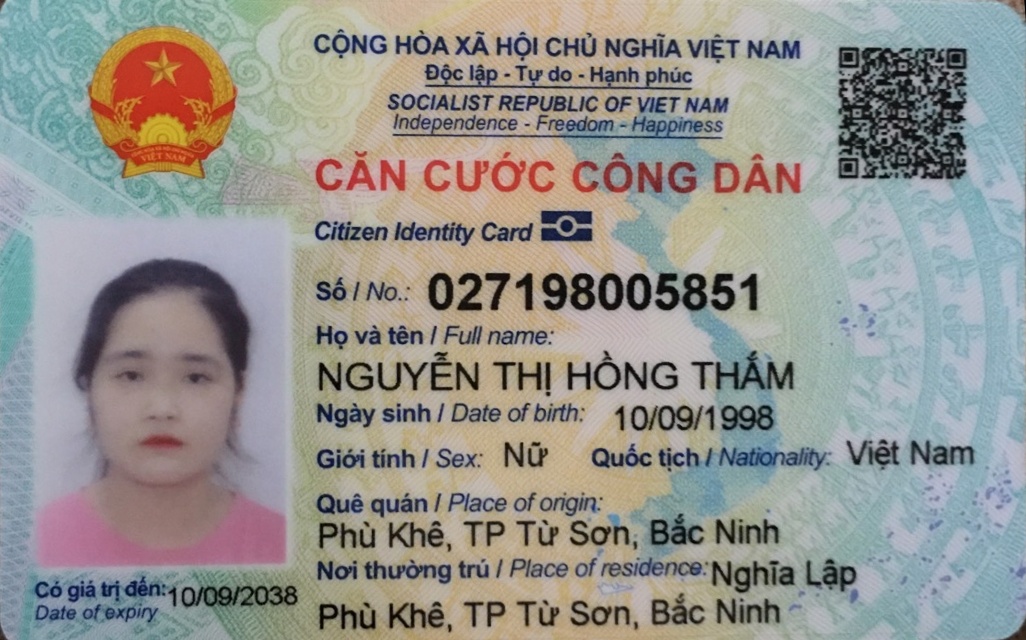 CỘNG HÒA XÃ HỘI CHỦ NGHĨA VIỆT NAM
Độc lập - Tự do - Hạnh phúc
SOCIALIST REPUBLIC OF VIET NAM
Independence - Freedom - Happiness
CĂN CƯỚC CÔNG DÂN
Citizen Identity Card
VIỆT NAM
Số / No.: 027198005851
Họ và tên / Full name:
NGUYỄN THỊ HỒNG THẮM
Ngày sinh / Date of birth: 10/09/1998
Giới tính / Sex: Nữ Quốc tịch / Nationality: Việt Nam
Quê quán / Place of origin:
Phù Khê, TP Từ Sơn, Bắc Ninh
Nơi thường trú / Place of residence: Nghĩa Lập
Phù Khê, TP Từ Sơn, Bắc Ninh
Có giá trị đến: 10/09/2038
Date of expiry